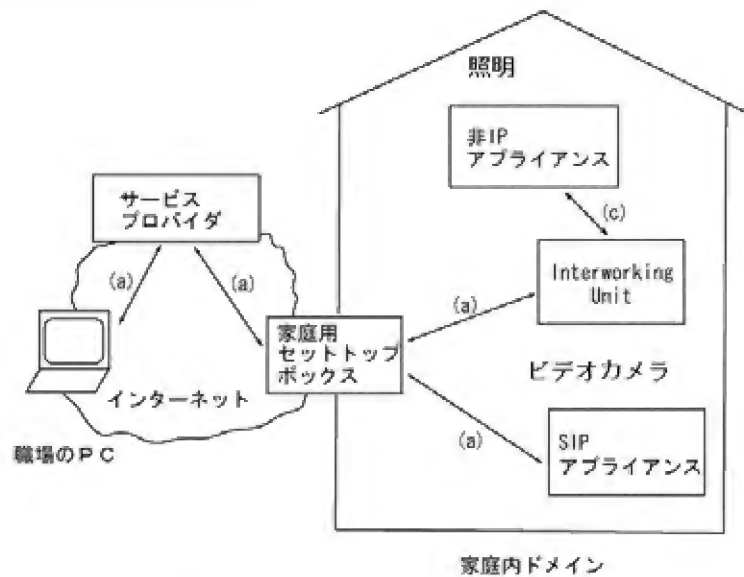 照明
非IP
アプライアンス
サービス
プロバイダ
(c)
(a)
(a)
(a)
Interworking
Unit
家庭用
セットトップ
ボックス
ビデオカメラ
インターネット
(a)
SIP
アプライアンス
職場のPC
家庭内ドメイン